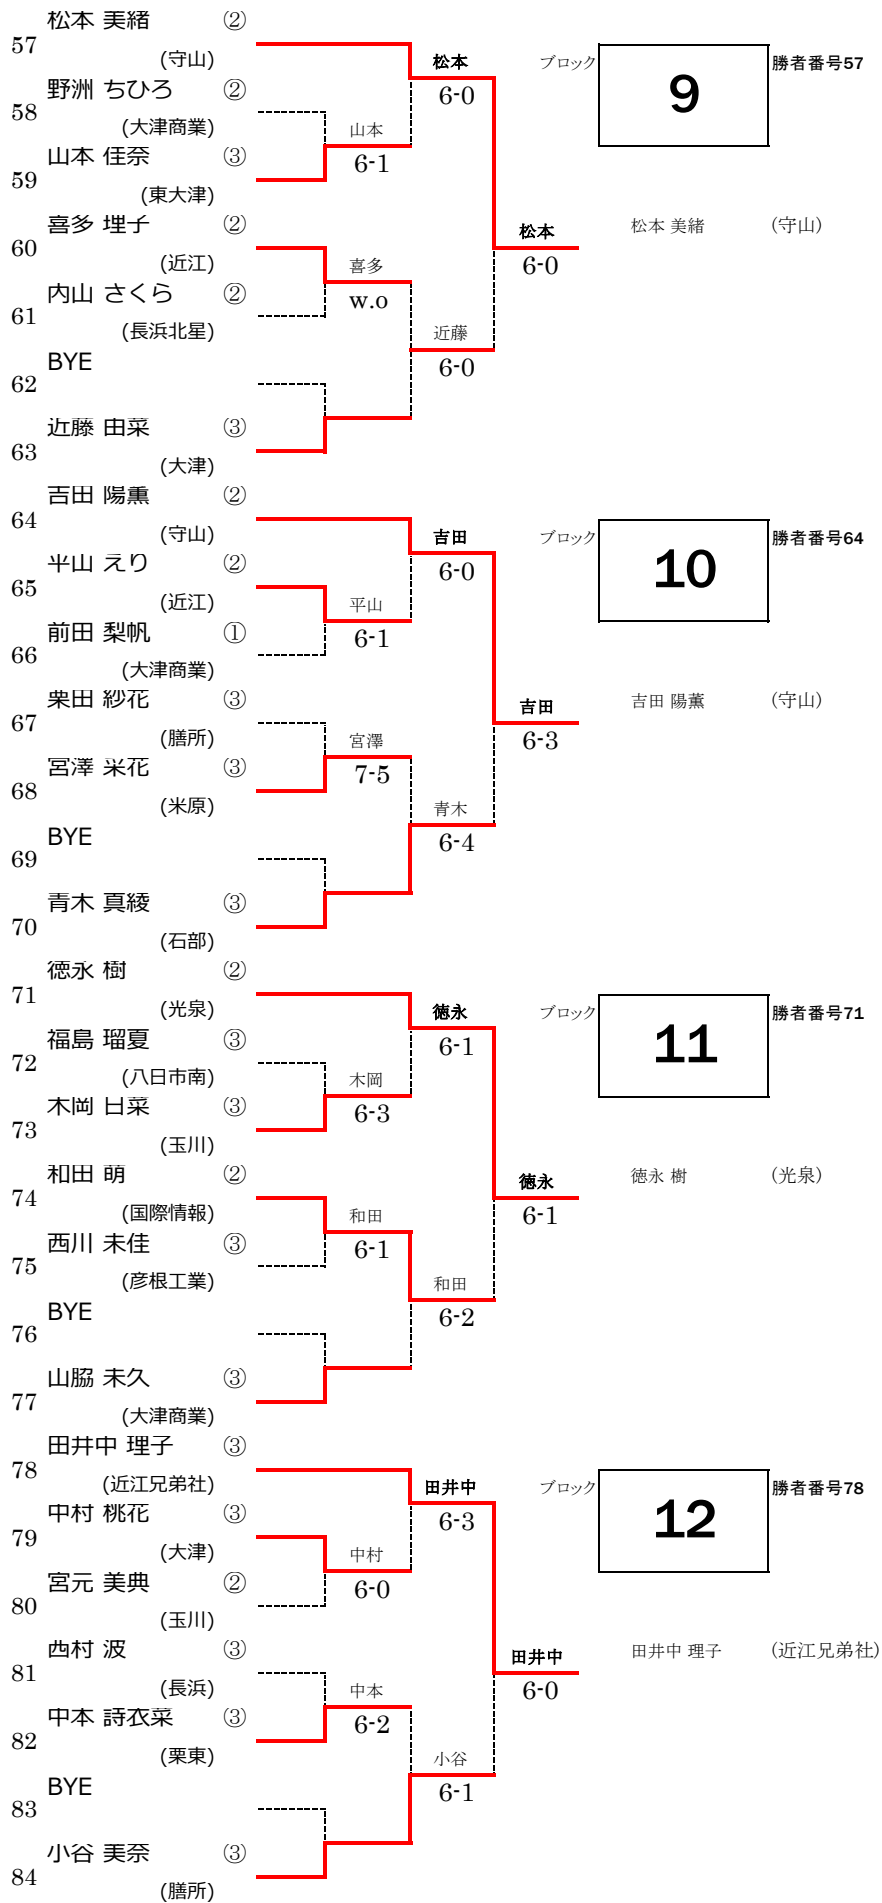 松本 美緒 ②
57 (守山)
野洲 ちひろ ②
58 (大津商業)
山本 佳奈 ③
59 (東大津)
喜多 理子 ②
60 (近江)
内山 さくら ②
61 (長浜北星)
BYE
62
近藤 由菜 ③
63 (大津)
松本
6-0
山本
6-1
喜多
w.o
近藤
6-0
松本
6-0
ブロック 9 勝者番号57
松本 美緒 (守山)
吉田 陽薫 ②
64 (守山)
平山 えり ②
65 (近江)
前田 梨帆 ①
66 (大津商業)
栗田 紗花 ③
67 (膳所)
宮澤 采花 ③
68 (米原)
BYE
69
青木 真綾 ③
70 (石部)
吉田
6-0
平山
6-1
宮澤
7-5
青木
6-4
吉田
6-3
ブロック 10 勝者番号64
吉田 陽薫 (守山)
徳永 樹 ②
71 (光泉)
福島 瑠夏 ③
72 (八日市南)
木岡 日菜 ③
73 (玉川)
和田 萌 ②
74 (国際情報)
西川 未佳 ③
75 (彦根工業)
BYE
76
山脇 未久 ③
77 (大津商業)
徳永
6-1
木岡
6-3
和田
6-1
和田
6-2
徳永
6-1
ブロック 11 勝者番号71
徳永 樹 (光泉)
田井中 理子 ③
78 (近江兄弟社)
中村 桃花 ③
79 (大津)
宮元 美典 ②
80 (玉川)
西村 波 ③
81 (長浜)
中本 詩衣菜 ③
82 (栗東)
BYE
83
小谷 美奈 ③
84 (膳所)
田井中
6-3
中村
6-0
中本
6-2
小谷
6-1
田井中
6-0
ブロック 12 勝者番号78
田井中 理子 (近江兄弟社)